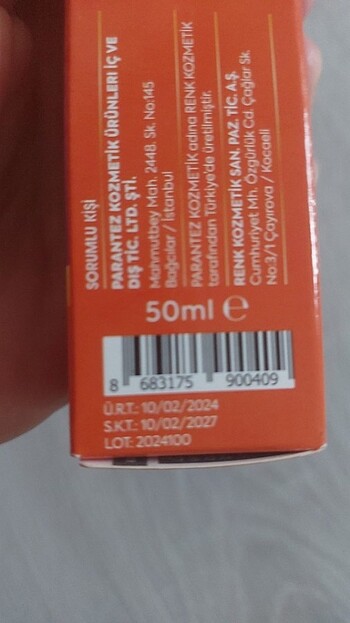 SORUMLU KİŞİ
PARANTEZ KOZMETİK ÜRÜNLERİ İÇ VE
DIŞ TİC. LTD. ŞTİ.
Mahmutbey Mah. 2448. Sk. No:145
Bağcılar / İstanbul
PARANTEZ KOZMETİK adına RENK KOZMETİK
tarafından Türkiye'de üretilmiştir.
RENK KOZMETİK SAN. PAZ. TİC. A.Ş.
Cumhuriyet Mh. Özgürlük Cd. Çağlar Sk.
No:3/1 Çayırova / Kocaeli
50ml ℮
8 683175 900409
Ü.R.T.: 10/02/2024
S.K.T.: 10/02/2027
LOT: 2024100